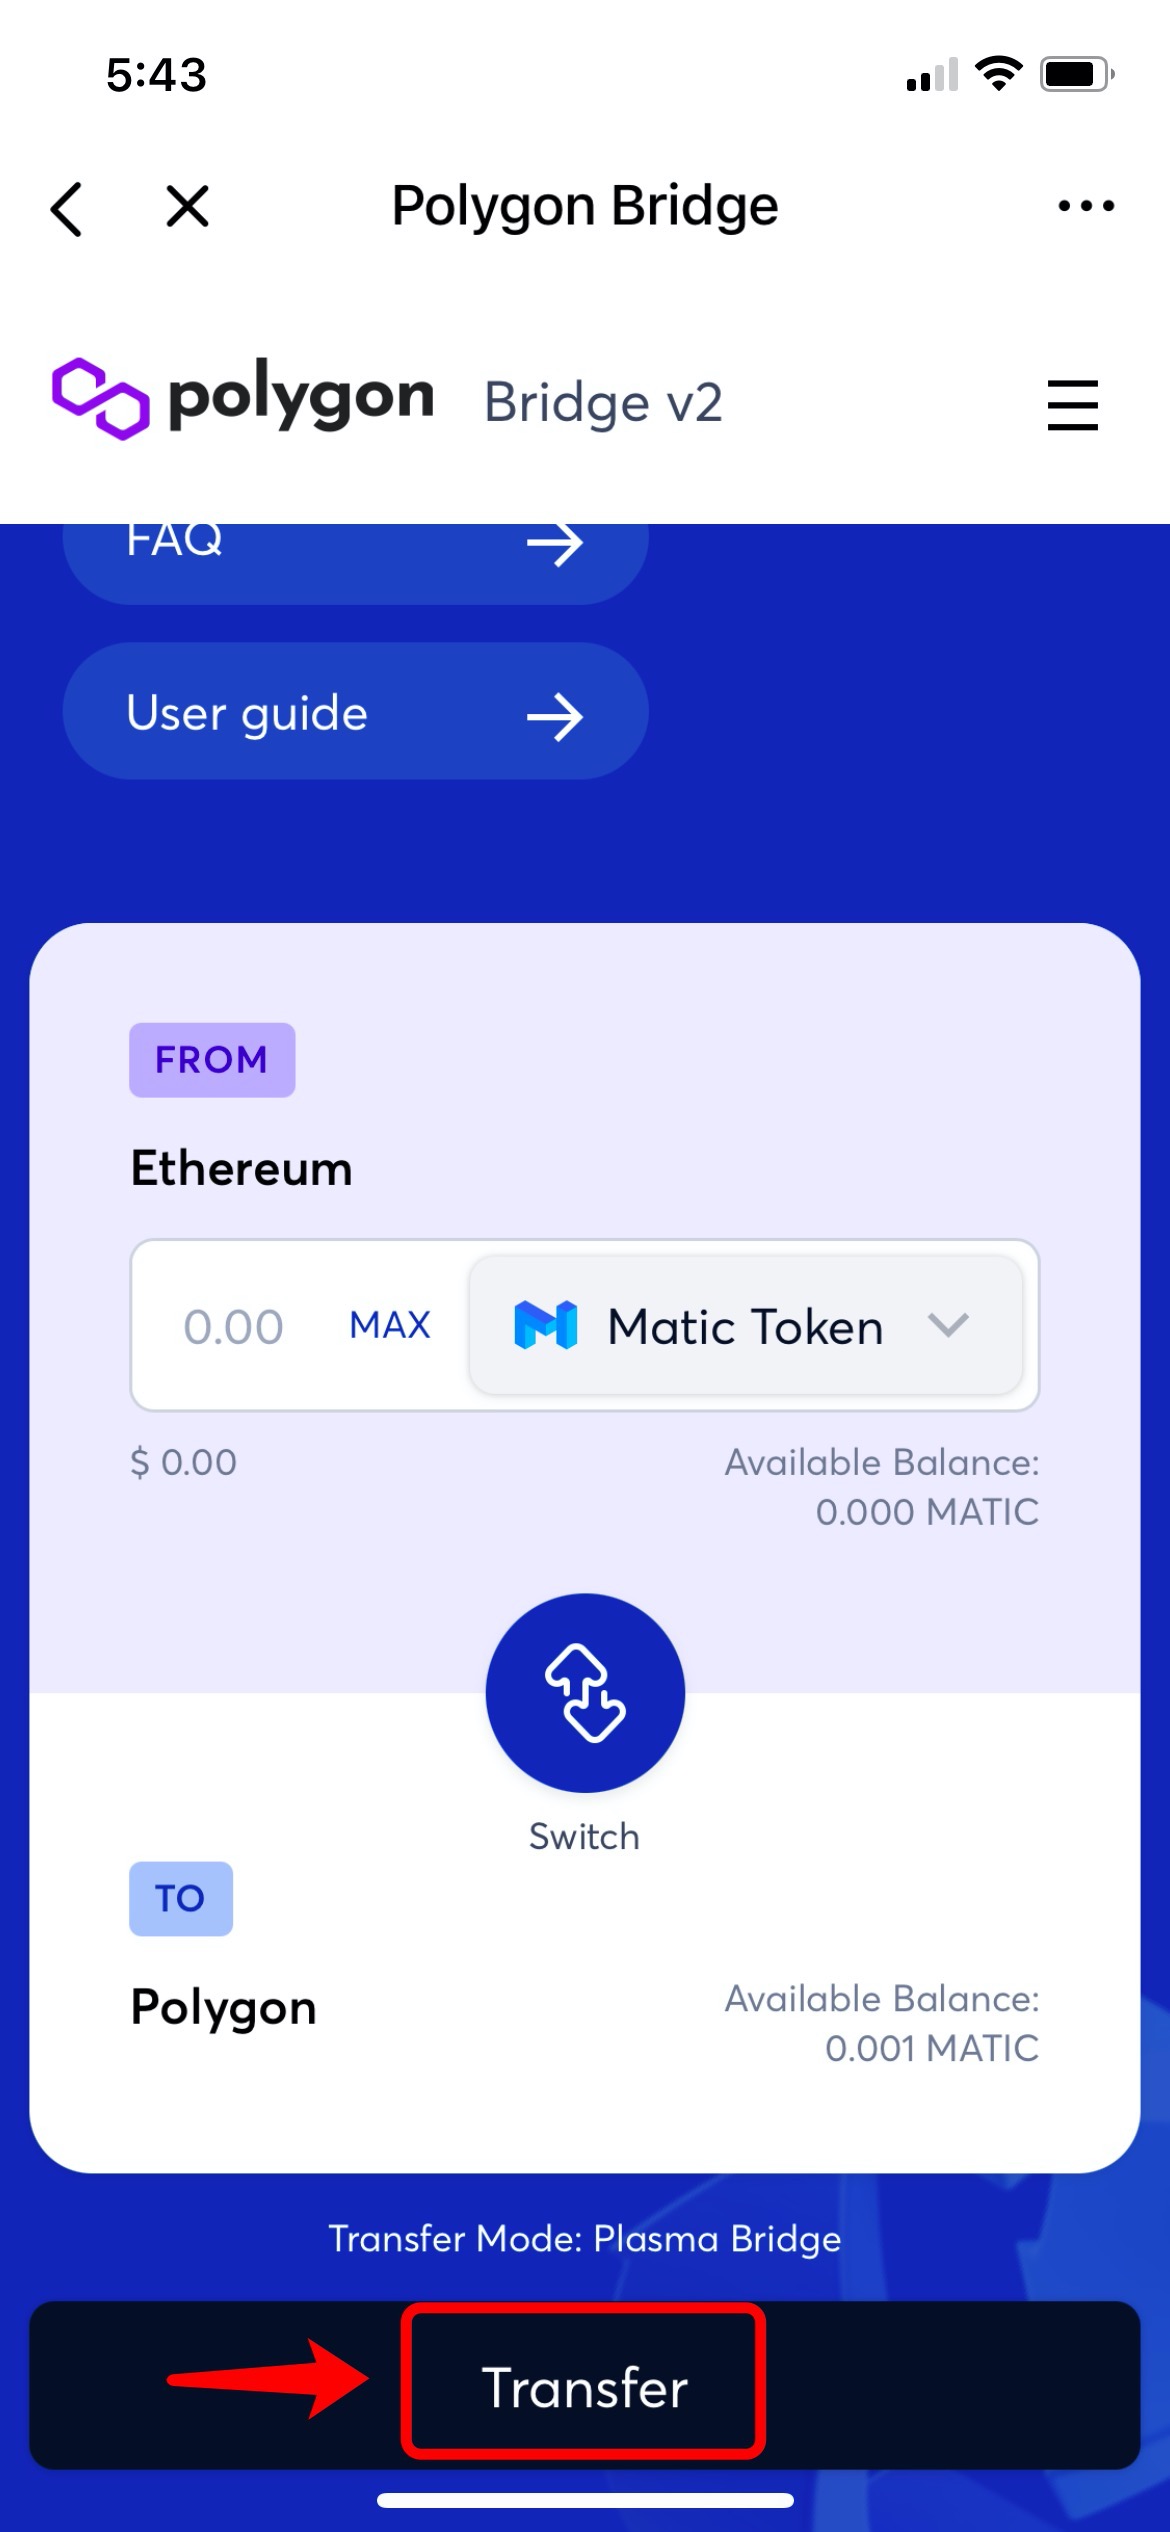 5:43
Polygon Bridge
polygon Bridge v2
FAQ
User guide
FROM
Ethereum
0.00 MAX Matic Token
$ 0.00 Available Balance:
0.000 MATIC
Switch
TO
Polygon Available Balance:
0.001 MATIC
Transfer Mode: Plasma Bridge
Transfer